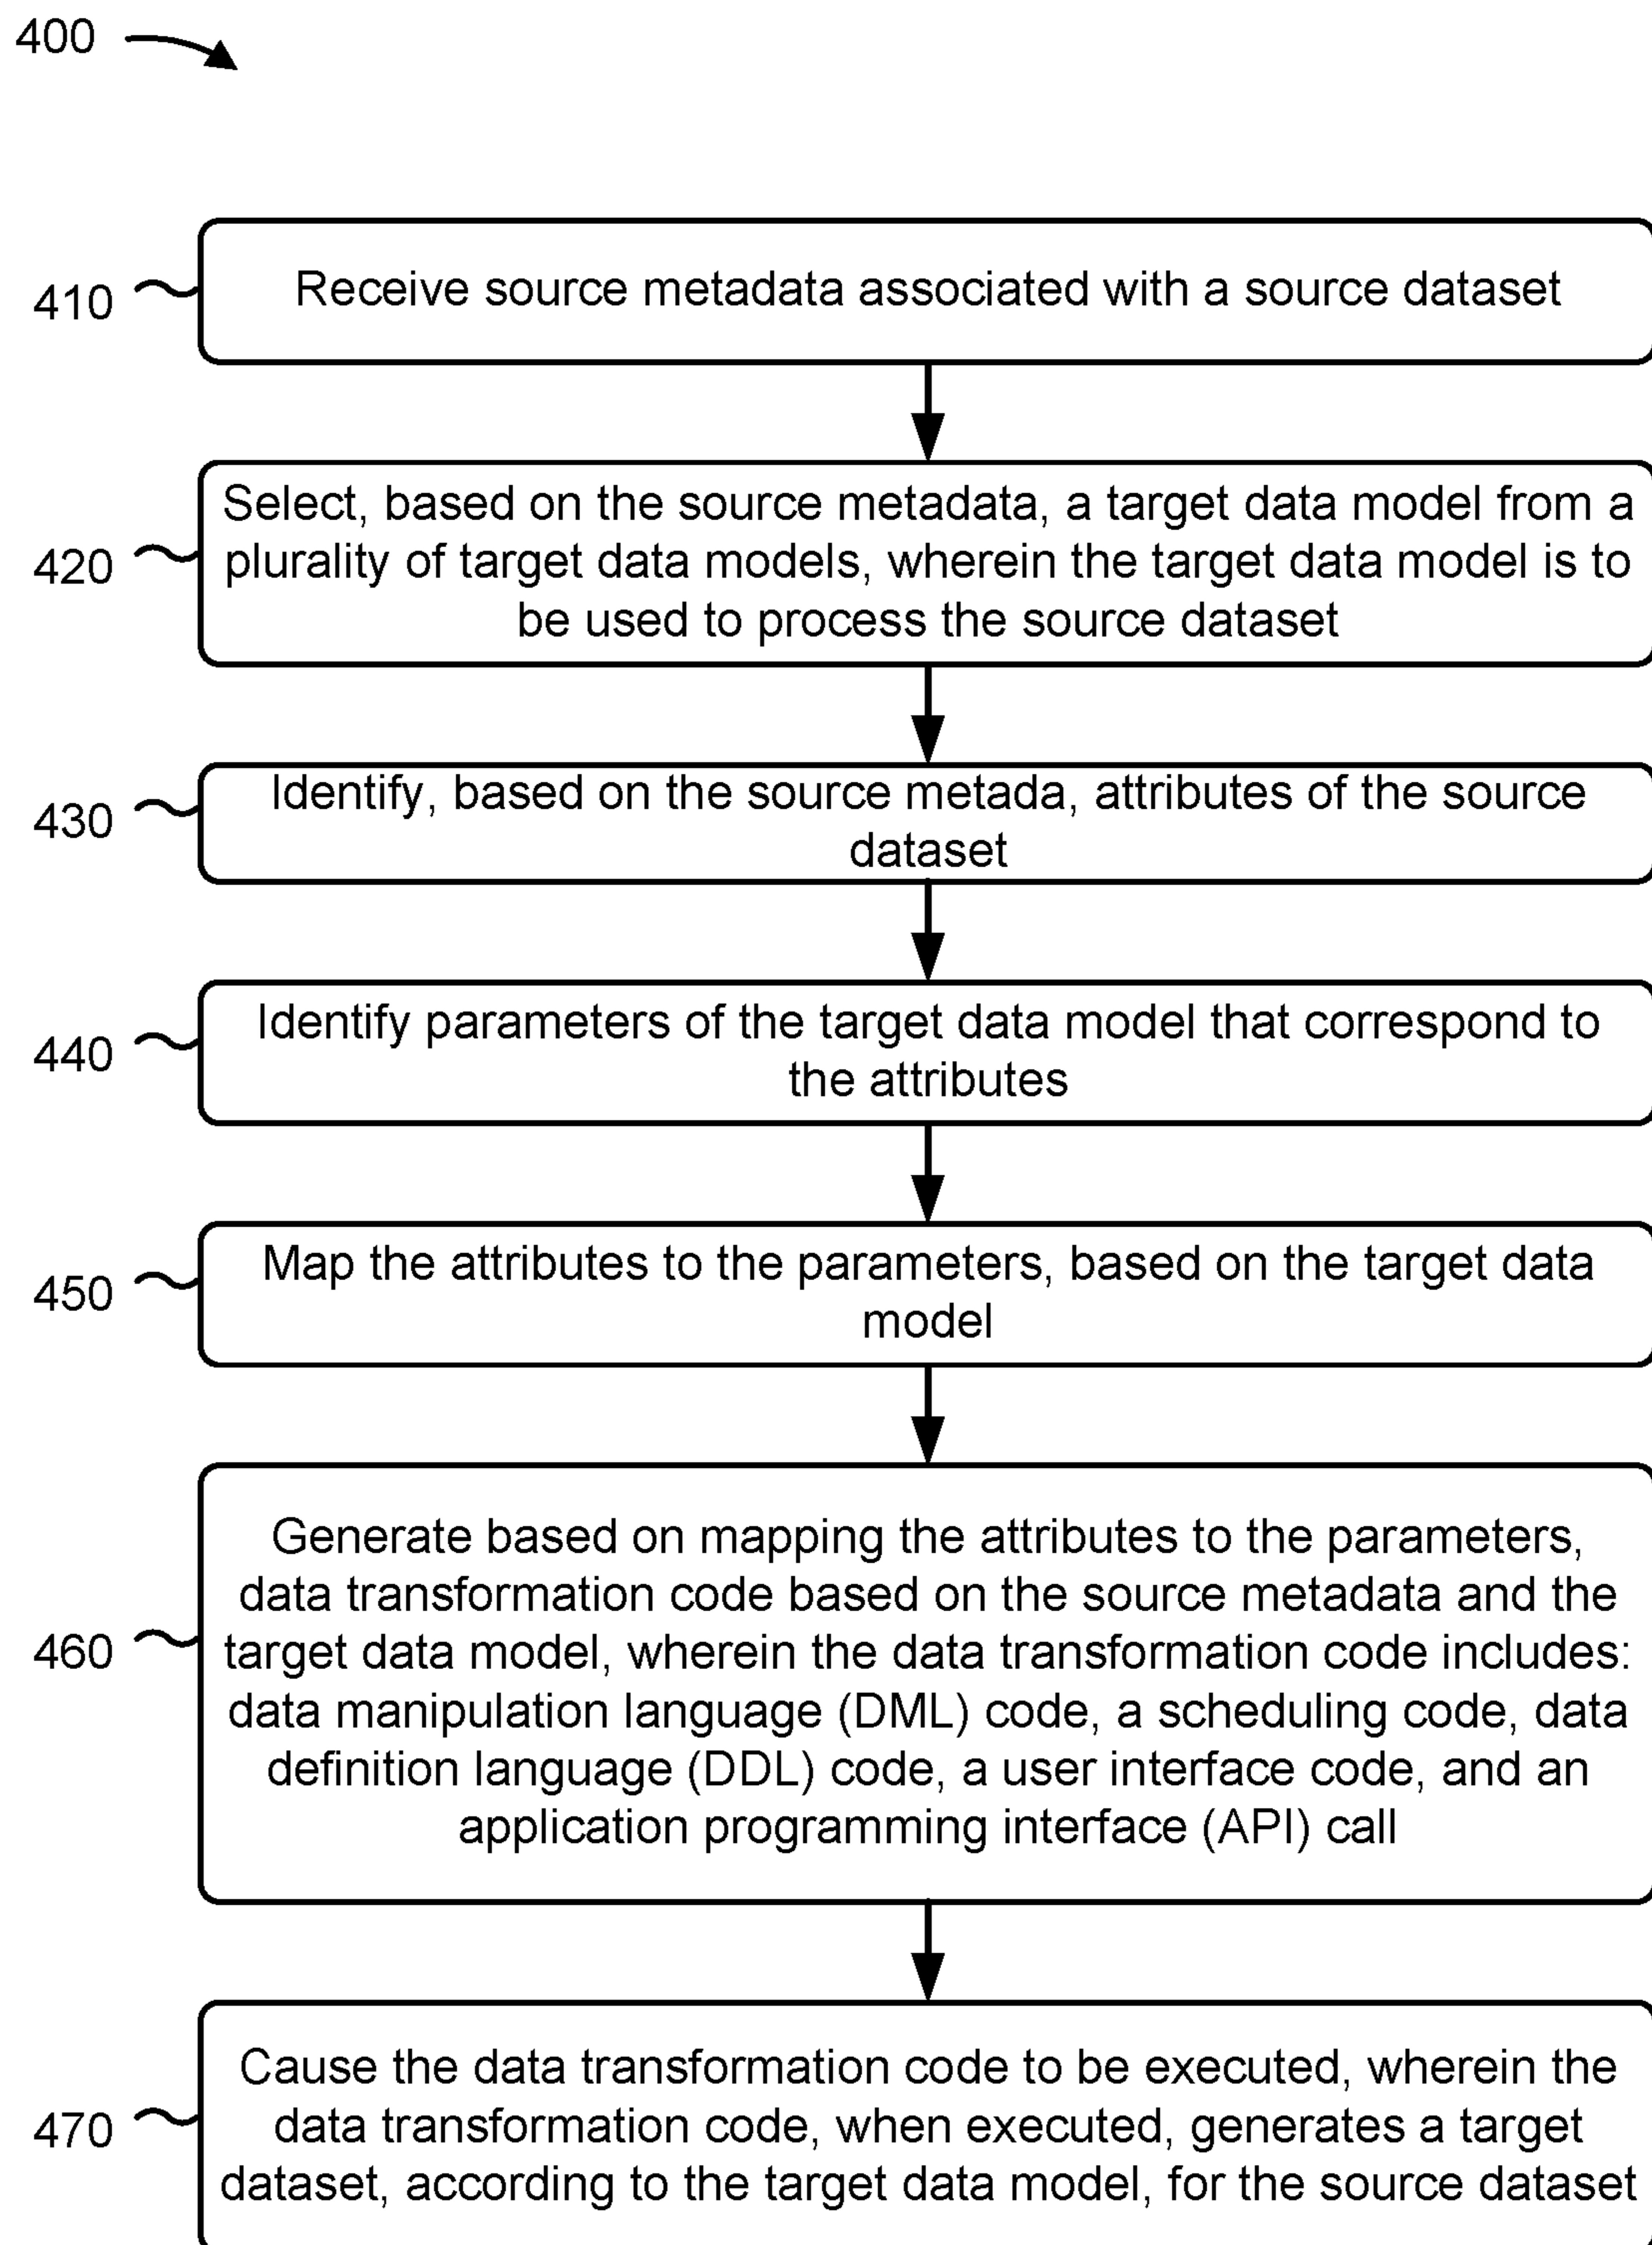 400
410
Receive source metadata associated with a source dataset
420
Select, based on the source metadata, a target data model from a
plurality of target data models, wherein the target data model is to
be used to process the source dataset
430
Identify, based on the source metada, attributes of the source
dataset
440
Identify parameters of the target data model that correspond to
the attributes
450
Map the attributes to the parameters, based on the target data
model
460
Generate based on mapping the attributes to the parameters,
data transformation code based on the source metadata and the
target data model, wherein the data transformation code includes:
data manipulation language (DML) code, a scheduling code, data
definition language (DDL) code, a user interface code, and an
application programming interface (API) call
470
Cause the data transformation code to be executed, wherein the
data transformation code, when executed, generates a target
dataset, according to the target data model, for the source dataset